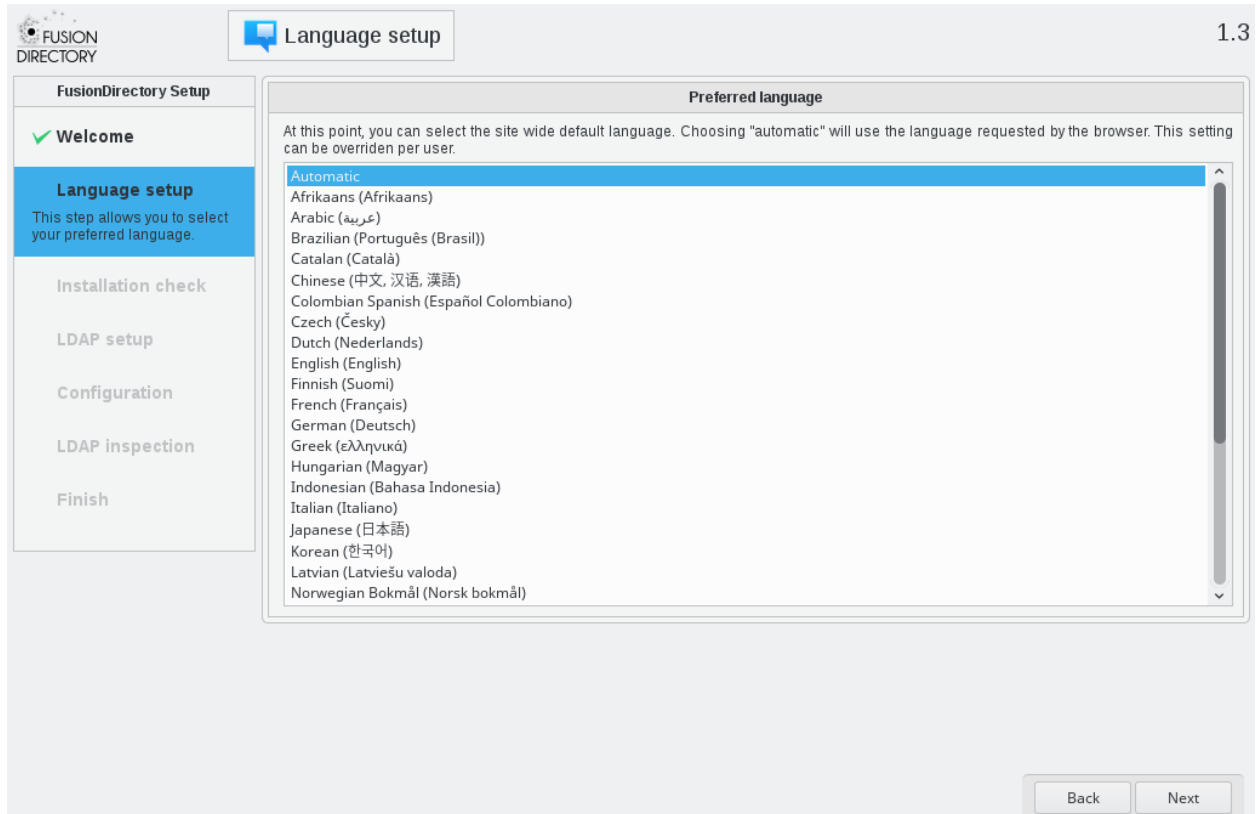 FUSION
DIRECTORY
Language setup
1.3
FusionDirectory Setup
Welcome
Language setup
This step allows you to select
your preferred language.
Installation check
LDAP setup
Configuration
LDAP inspection
Finish
Preferred language
At this point, you can select the site wide default language. Choosing "automatic" will use the language requested by the browser. This setting
can be overriden per user.
Automatic
Afrikaans (Afrikaans)
Arabic (عربية)
Brazilian (Português (Brasil))
Catalan (Català)
Chinese (中文, 汉语, 漢語)
Colombian Spanish (Español Colombiano)
Czech (Česky)
Dutch (Nederlands)
English (English)
Finnish (Suomi)
French (Français)
German (Deutsch)
Greek (ελληνικά)
Hungarian (Magyar)
Indonesian (Bahasa Indonesia)
Italian (Italiano)
Japanese (日本語)
Korean (한국어)
Latvian (Latviešu valoda)
Norwegian Bokmål (Norsk bokmål)
Back
Next